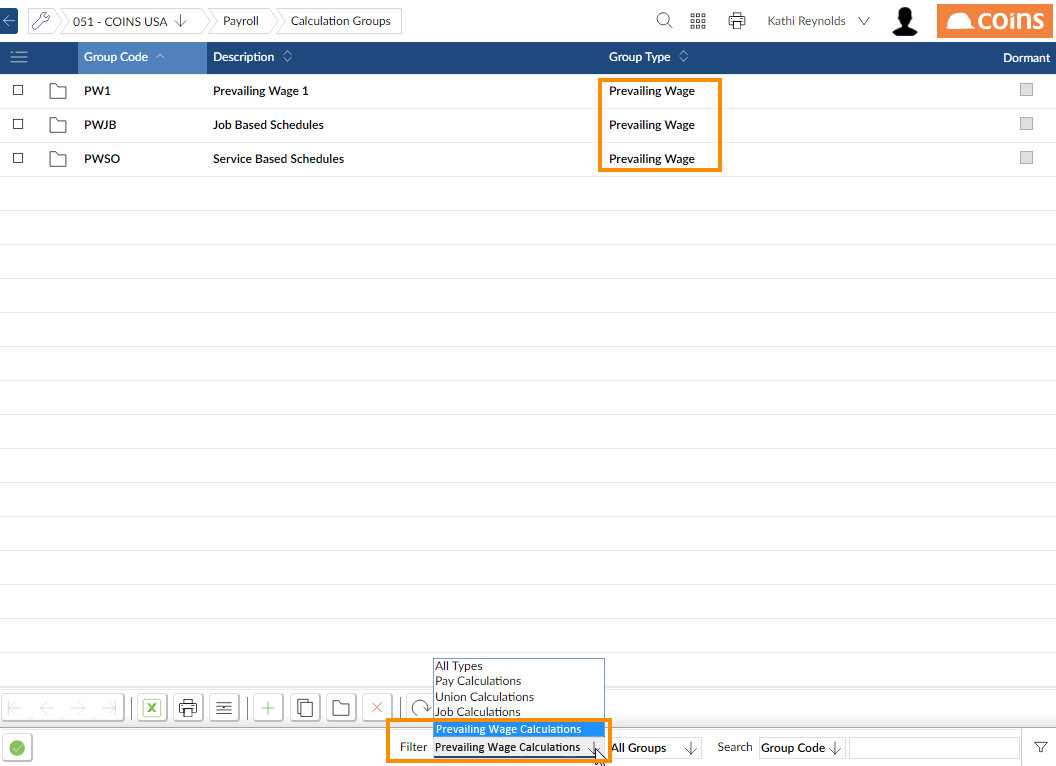 051 - COINS USA Payroll Calculation Groups Kathi Reynolds coins
Group Code Description Group Type Dormant
PW1 Prevailing Wage 1 Prevailing Wage
PWJB Job Based Schedules Prevailing Wage
PWSO Service Based Schedules Prevailing Wage
All Types
Pay Calculations
Union Calculations
Job Calculations
Prevailing Wage Calculations
Filter Prevailing Wage Calculations All Groups Search Group Code